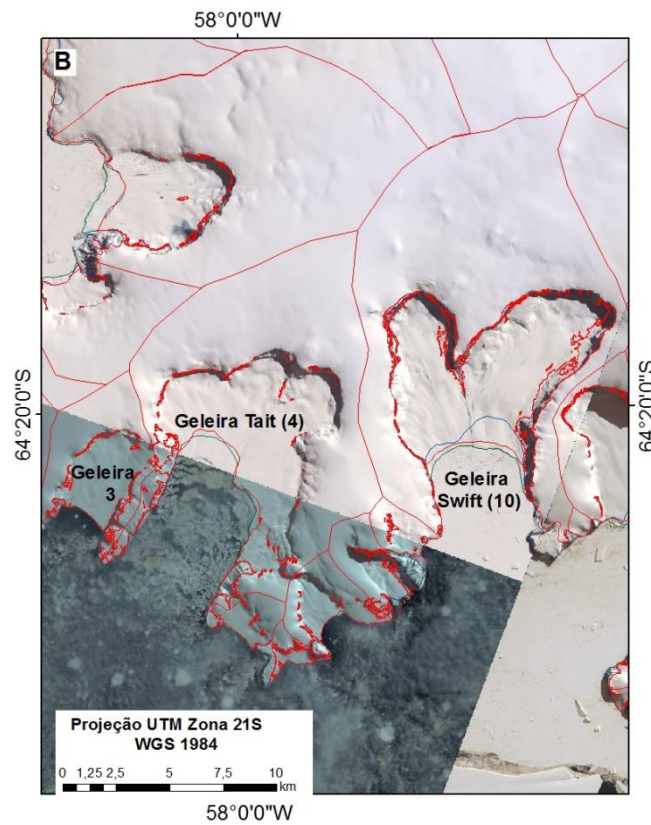 58°0'0"W
B
64°20'0"S
64°20'0"S
Geleira Tait (4)
Geleira
3
Geleira
Swift (10)
Projeção UTM Zona 21S
WGS 1984
0 1,25 2,5 5 7,5 10
km
58°0'0"W